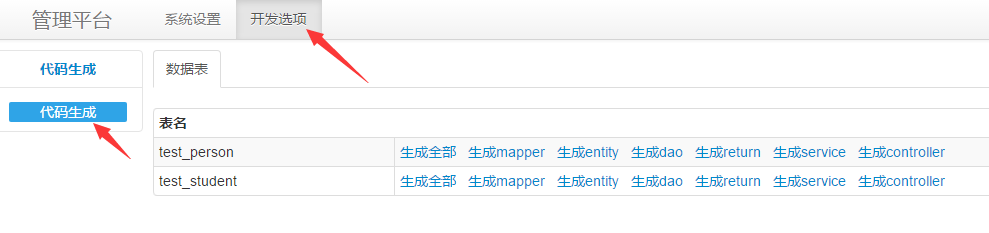 管理平台 系统设置 开发选项
代码生成
代码生成
数据表
表名
test_person 生成全部 生成mapper 生成entity 生成dao 生成return 生成service 生成controller
test_student 生成全部 生成mapper 生成entity 生成dao 生成return 生成service 生成controller